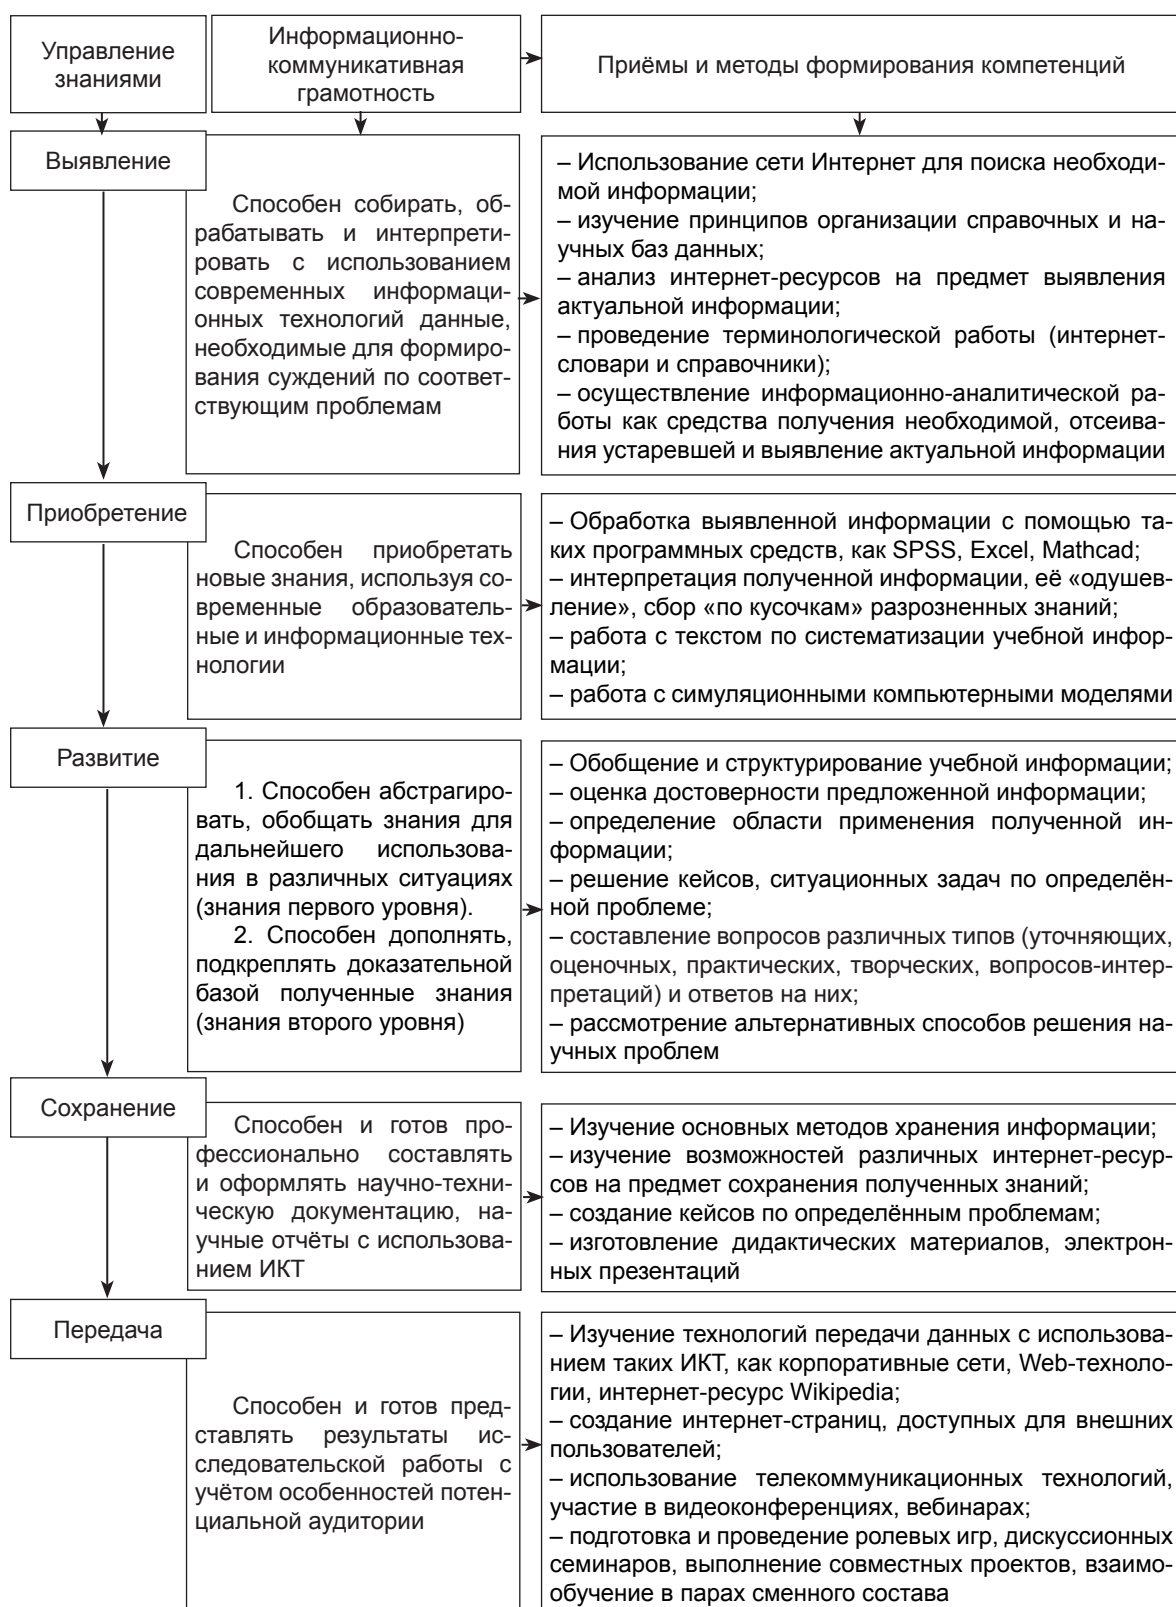 Управление
знаниями
Информационно-
коммуникативная
грамотность
Приёмы и методы формирования компетенций
Выявление
Способен собирать, об-
рабатывать и интерпрети-
ровать с использованием
современных информаци-
онных технологий данные,
необходимые для формиро-
вания суждений по соответ-
ствующим проблемам
– Использование сети Интернет для поиска необходи-
мой информации;
– изучение принципов организации справочных и на-
учных баз данных;
– анализ интернет-ресурсов на предмет выявления
актуальной информации;
– проведение терминологической работы (интернет-
словари и справочники);
– осуществление информационно-аналитической ра-
боты как средства получения необходимой, отсеива-
ния устаревшей и выявление актуальной информации
Приобретение
Способен приобретать
новые знания, используя со-
временные образователь-
ные и информационные тех-
нологии
– Обработка выявленной информации с помощью та-
ких программных средств, как SPSS, Excel, Mathcad;
– интерпретация полученной информации, её «одушев-
ление», сбор «по кусочкам» разрозненных знаний;
– работа с текстом по систематизации учебной инфор-
мации;
– работа с симуляционными компьютерными моделями
Развитие
1. Способен абстрагиро-
вать, обобщать знания для
дальнейшего использова-
ния в различных ситуациях
(знания первого уровня).
2. Способен дополнять,
подкреплять доказательной
базой полученные знания
(знания второго уровня)
– Обобщение и структурирование учебной информации;
– оценка достоверности предложенной информации;
– определение области применения полученной ин-
формации;
– решение кейсов, ситуационных задач по определён-
ной проблеме;
– составление вопросов различных типов (уточняющих,
оценочных, практических, творческих, вопросов-интер-
претаций) и ответов на них;
– рассмотрение альтернативных способов решения на-
учных проблем
Сохранение
Способен и готов про-
фессионально составлять
и оформлять научно-техни-
ческую документацию, на-
учные отчёты с использова-
нием ИКТ
– Изучение основных методов хранения информации;
– изучение возможностей различных интернет-ресур-
сов на предмет сохранения полученных знаний;
– создание кейсов по определённым проблемам;
– изготовление дидактических материалов, электрон-
ных презентаций
Передача
Способен и готов пред-
ставлять результаты ис-
следовательской работы с
учётом особенностей потен-
циальной аудитории
– Изучение технологий передачи данных с использова-
нием таких ИКТ, как корпоративные сети, Web-техноло-
гии, интернет-ресурс Wikipedia;
– создание интернет-страниц, доступных для внешних
пользователей;
– использование телекоммуникационных технологий,
участие в видеоконференциях, вебинарах;
– подготовка и проведение ролевых игр, дискуссионных
семинаров, выполнение совместных проектов, взаимо-
обучение в парах сменного состава